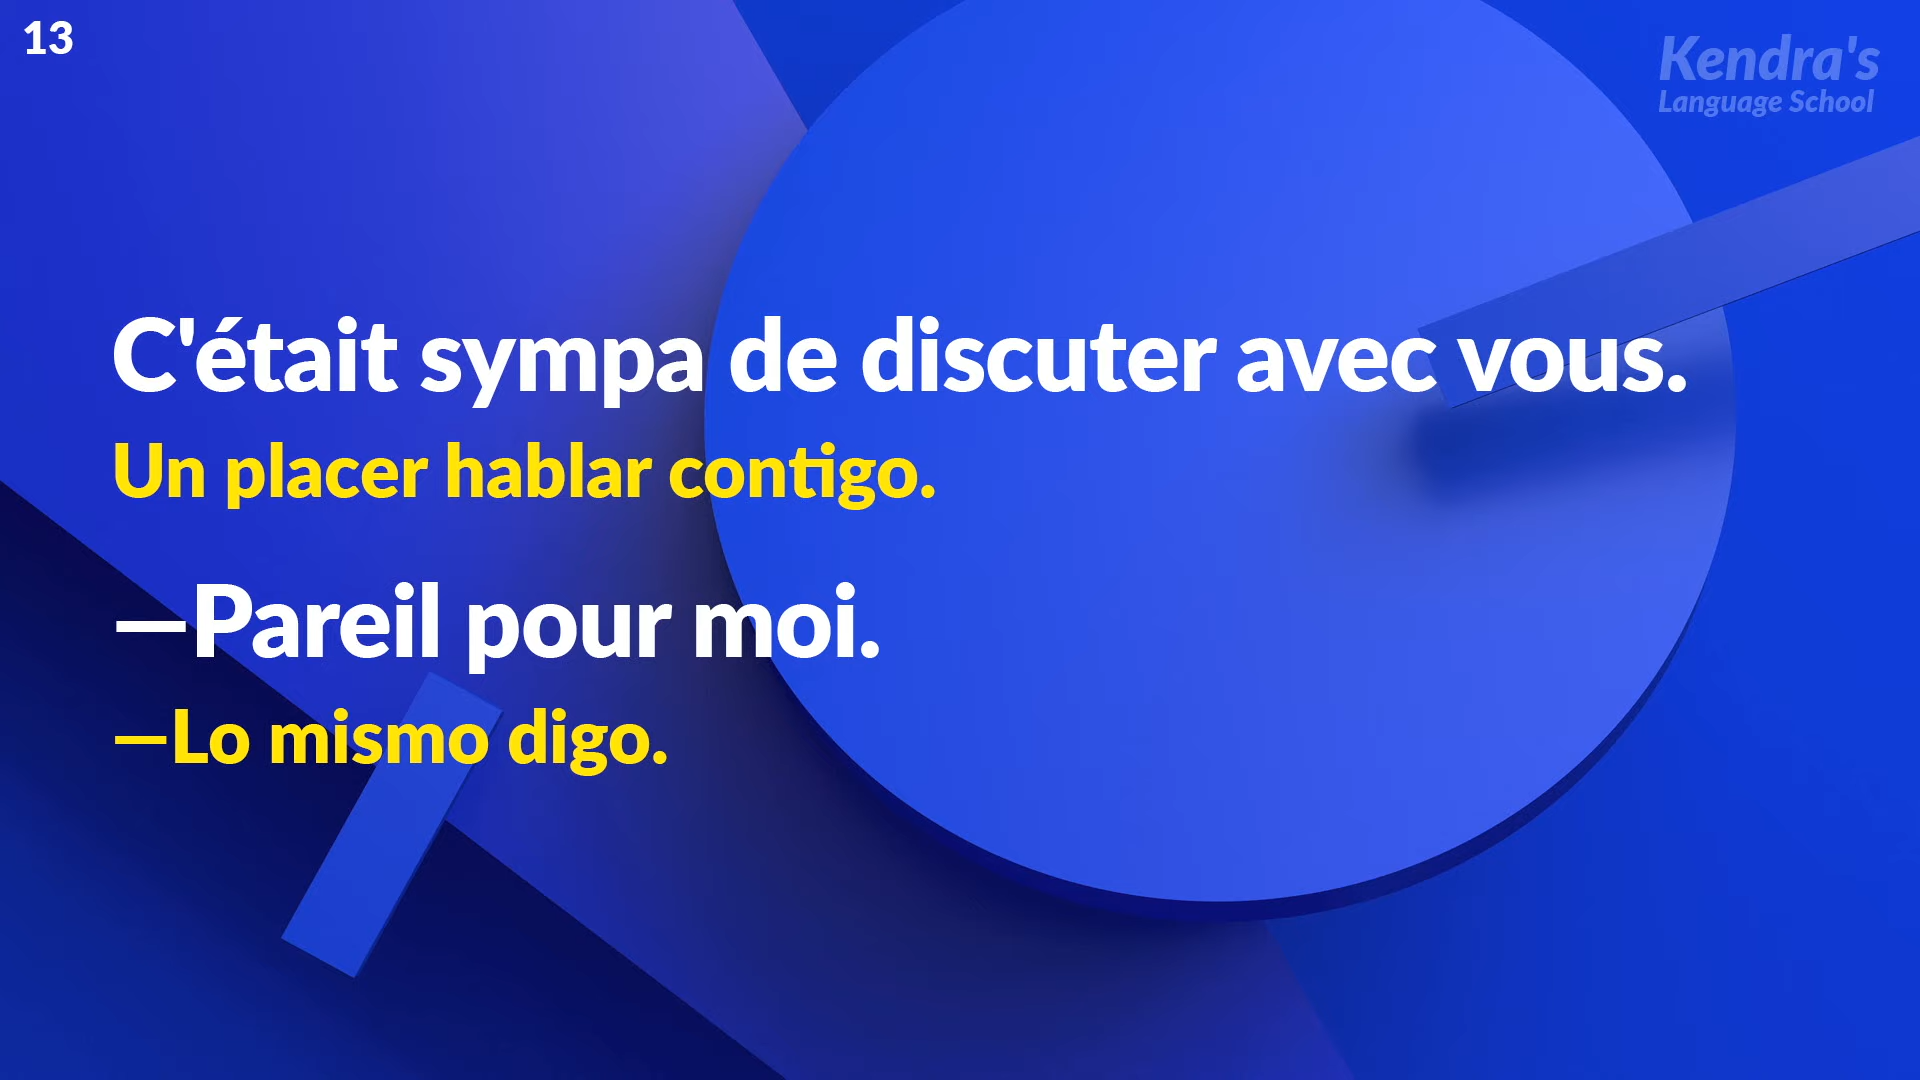 13
Kendra's
Language School
C'était sympa de discuter avec vous.
Un placer hablar contigo.
—Pareil pour moi.
—Lo mismo digo.